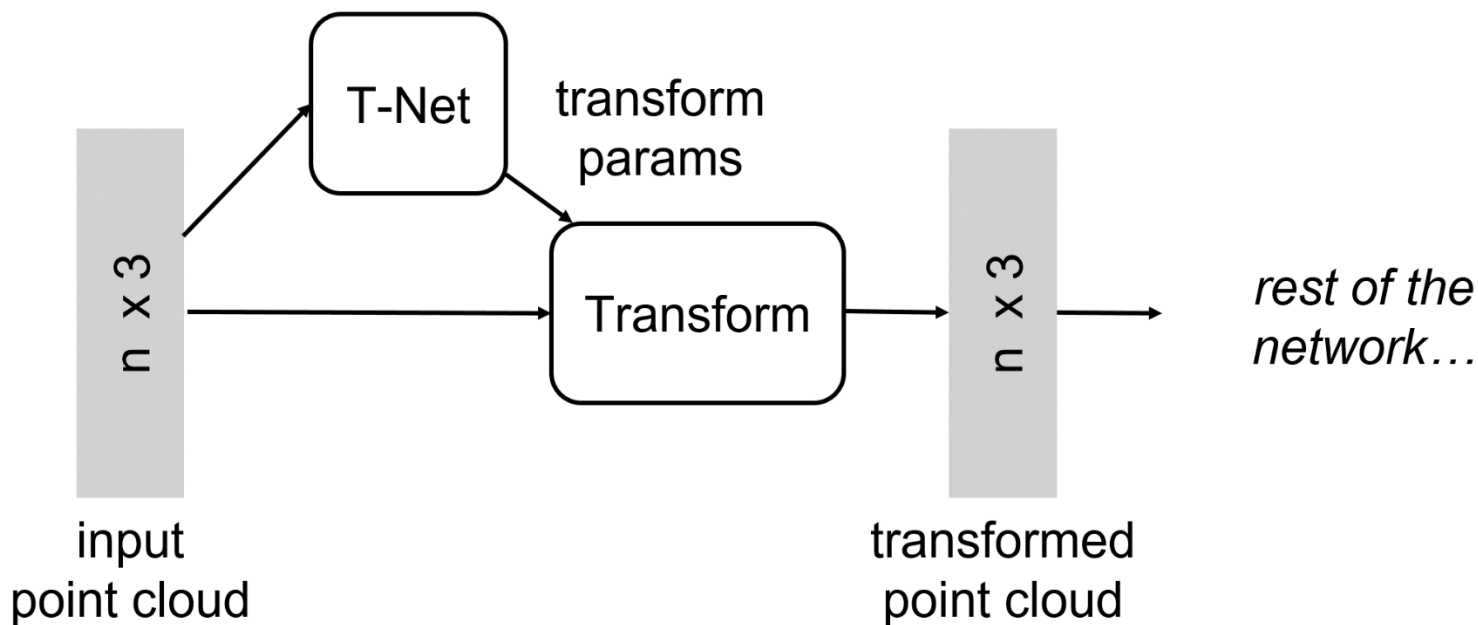 T-Net
transform
params
n x 3
Transform
n x 3
rest of the
network…
input
point cloud
transformed
point cloud